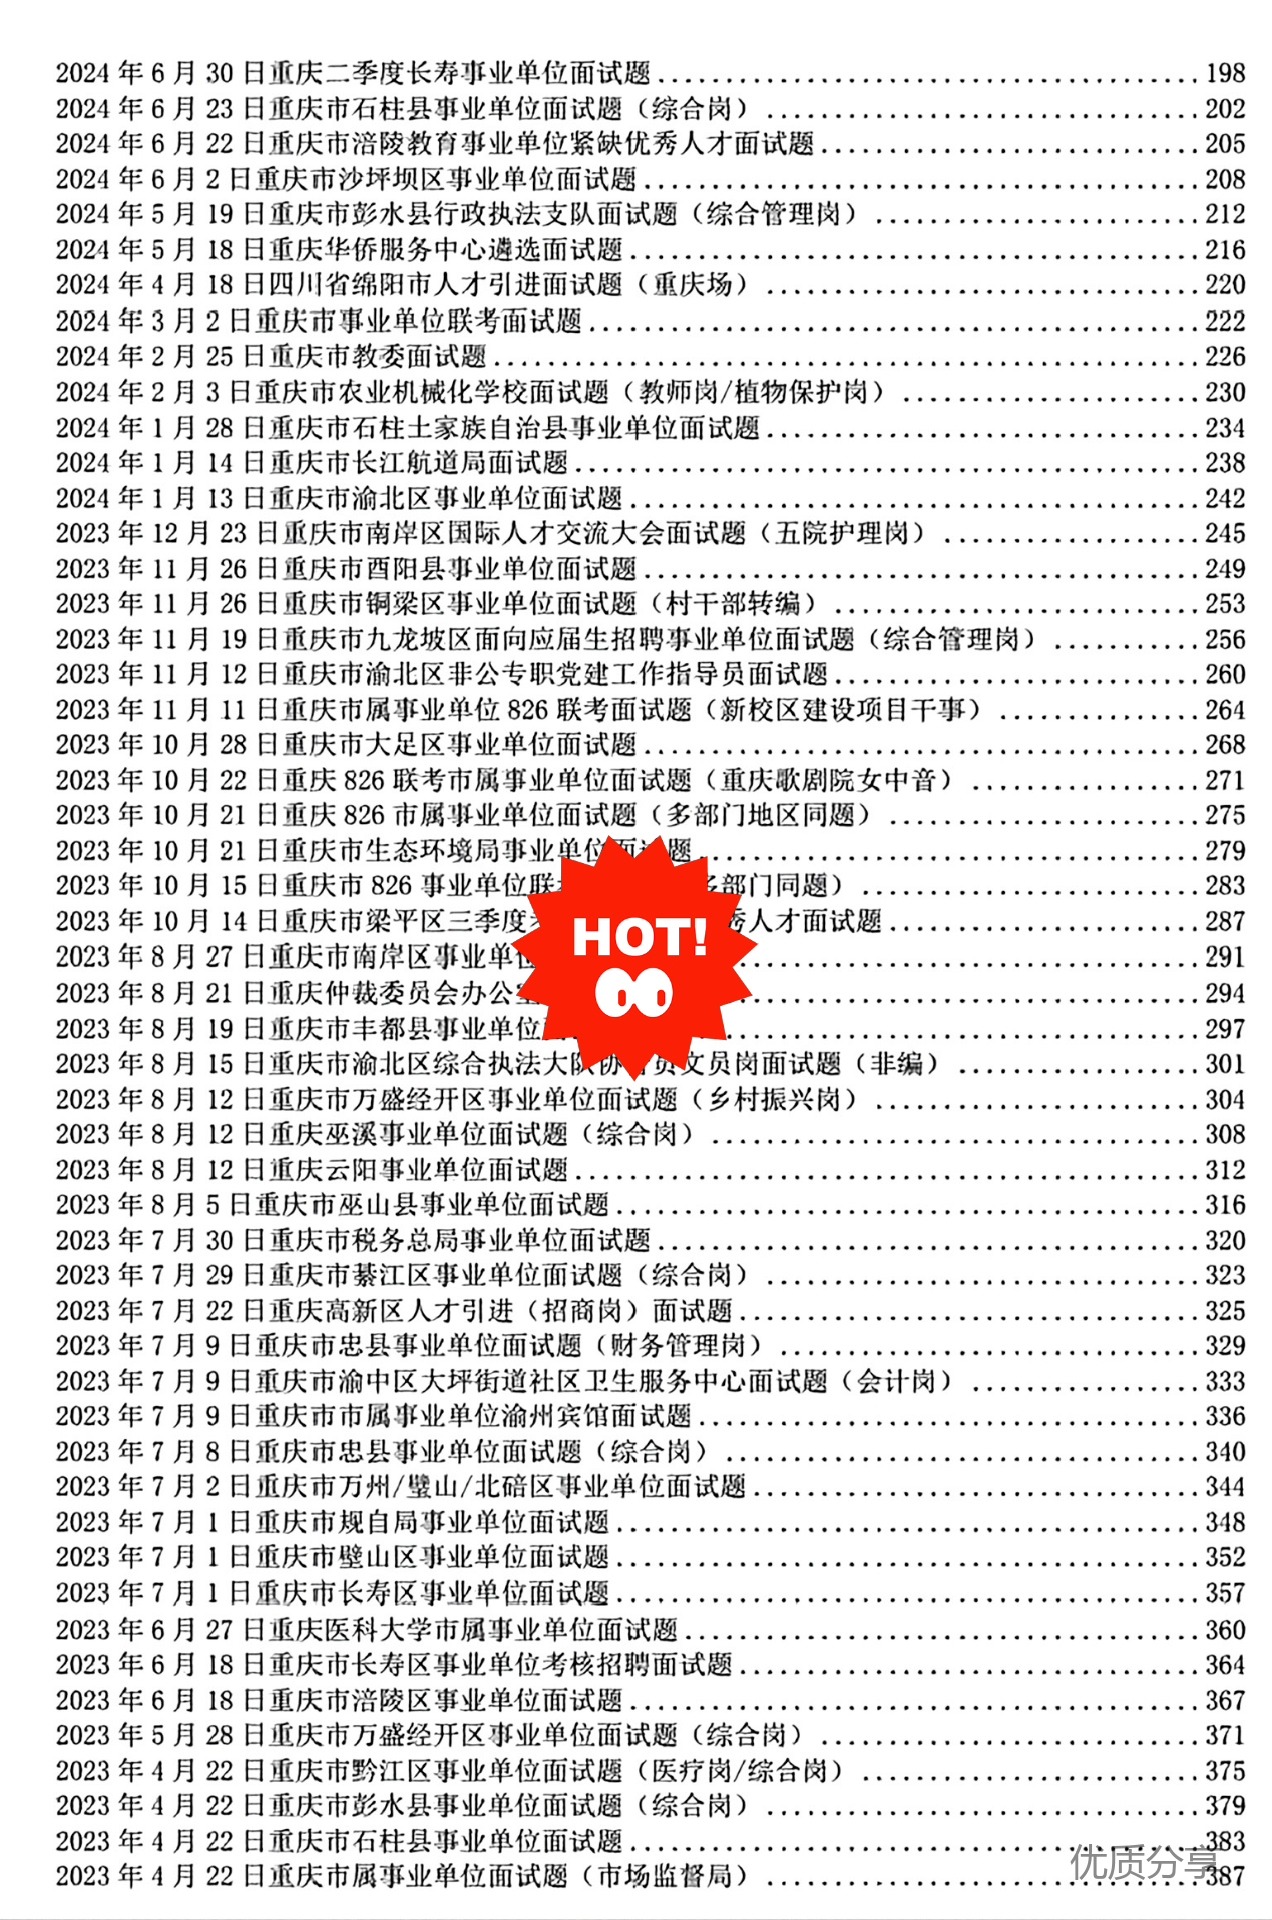 2024 年 6 月 30 日重庆二季度长寿事业单位面试题 198
2024 年 6 月 23 日重庆市石柱县事业单位面试题（综合岗） 202
2024 年 6 月 22 日重庆市涪陵教育事业单位紧缺优秀人才面试题 205
2024 年 6 月 2 日重庆市沙坪坝区事业单位面试题 208
2024 年 5 月 19 日重庆市彭水县行政执法支队面试题（综合管理岗） 212
2024 年 5 月 18 日重庆华侨服务中心遴选面试题 216
2024 年 4 月 18 日四川省绵阳市人才引进面试题（重庆场） 220
2024 年 3 月 2 日重庆市事业单位联考面试题 222
2024 年 2 月 25 日重庆市教委面试题 226
2024 年 2 月 3 日重庆市农业机械化学校面试题（教师岗/植物保护岗） 230
2024 年 1 月 28 日重庆市石柱土家族自治县事业单位面试题 234
2024 年 1 月 14 日重庆市长江航道局面试题 238
2024 年 1 月 13 日重庆市渝北区事业单位面试题 242
2023 年 12 月 23 日重庆市南岸区国际人才交流大会面试题（五院护理岗） 245
2023 年 11 月 26 日重庆市酉阳县事业单位面试题 249
2023 年 11 月 26 日重庆市铜梁区事业单位面试题（村干部转编） 253
2023 年 11 月 19 日重庆市九龙坡区面向应届生招聘事业单位面试题（综合管理岗） 256
2023 年 11 月 12 日重庆市渝北区非公专职党建工作指导员面试题 260
2023 年 11 月 11 日重庆市属事业单位 826 联考面试题（新校区建设项目干事） 264
2023 年 10 月 28 日重庆市大足区事业单位面试题 268
2023 年 10 月 22 日重庆 826 联考市属事业单位面试题（重庆歌剧院女中音） 271
2023 年 10 月 21 日重庆 826 市属事业单位面试题（多部门地区同题） 275
2023 年 10 月 21 日重庆市生态环境局事业单位面试题 279
2023 年 10 月 15 日重庆市 826 事业单位联 多部门同题） 283
2023 年 10 月 14 日重庆市梁平区三季度 秀人才面试题 287
2023 年 8 月 27 日重庆市南岸区事业单位 291
2023 年 8 月 21 日重庆仲裁委员会办公室 294
2023 年 8 月 19 日重庆市丰都县事业单位 297
2023 年 8 月 15 日重庆市渝北区综合执法大队协 员文员岗面试题（非编） 301
2023 年 8 月 12 日重庆市万盛经开区事业单位面试题（乡村振兴岗） 304
2023 年 8 月 12 日重庆巫溪事业单位面试题（综合岗） 308
2023 年 8 月 12 日重庆云阳事业单位面试题 312
2023 年 8 月 5 日重庆市巫山县事业单位面试题 316
2023 年 7 月 30 日重庆市税务总局事业单位面试题 320
2023 年 7 月 29 日重庆市綦江区事业单位面试题（综合岗） 323
2023 年 7 月 22 日重庆高新区人才引进（招商岗）面试题 325
2023 年 7 月 9 日重庆市忠县事业单位面试题（财务管理岗） 329
2023 年 7 月 9 日重庆市渝中区大坪街道社区卫生服务中心面试题（会计岗） 333
2023 年 7 月 9 日重庆市市属事业单位渝州宾馆面试题 336
2023 年 7 月 8 日重庆市忠县事业单位面试题（综合岗） 340
2023 年 7 月 2 日重庆市万州/璧山/北碚区事业单位面试题 344
2023 年 7 月 1 日重庆市规自局事业单位面试题 348
2023 年 7 月 1 日重庆市璧山区事业单位面试题 352
2023 年 7 月 1 日重庆市长寿区事业单位面试题 357
2023 年 6 月 27 日重庆医科大学市属事业单位面试题 360
2023 年 6 月 18 日重庆市长寿区事业单位考核招聘面试题 364
2023 年 6 月 18 日重庆市涪陵区事业单位面试题 367
2023 年 5 月 28 日重庆市万盛经开区事业单位面试题（综合岗） 371
2023 年 4 月 22 日重庆市黔江区事业单位面试题（医疗岗/综合岗） 375
2023 年 4 月 22 日重庆市彭水县事业单位面试题（综合岗） 379
2023 年 4 月 22 日重庆市石柱县事业单位面试题 383
2023 年 4 月 22 日重庆市属事业单位面试题（市场监督局） 387
HOT!
优质分享